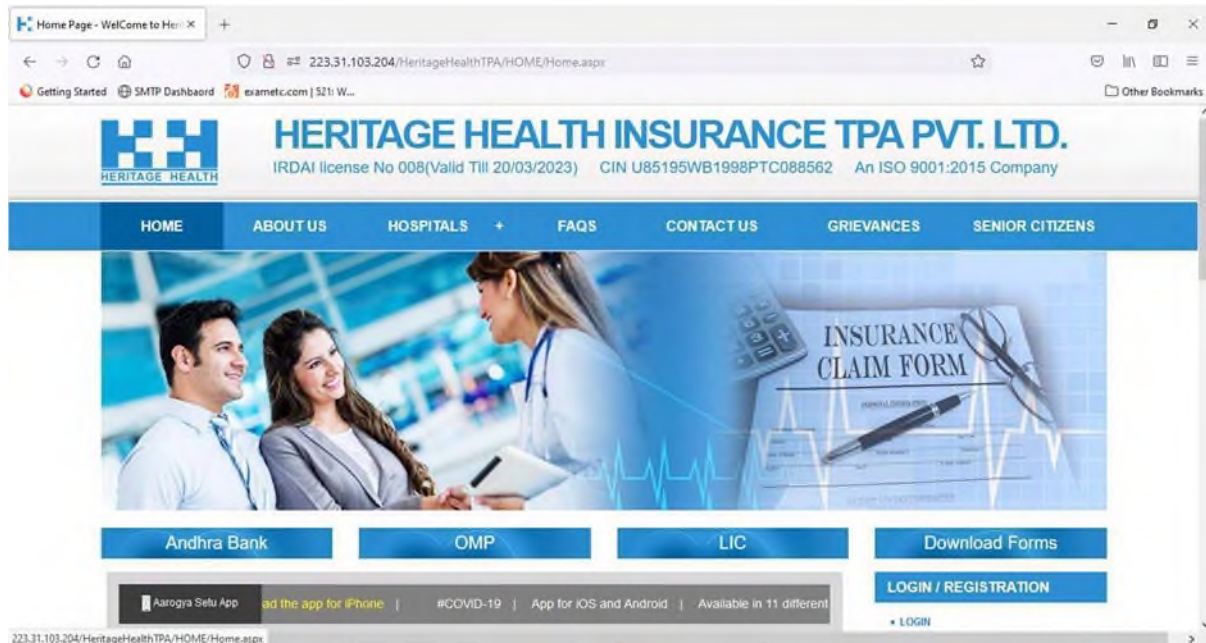 Home Page - WelCome to Heri
223.31.103.204/HeritageHealthTPA/HOME/Home.aspx
Getting Started SMTP Dashbaord exametc.com | 521: W... Other Bookmarks
HERITAGE HEALTH
HERITAGE HEALTH INSURANCE TPA PVT. LTD.
IRDAI license No 008(Valid Till 20/03/2023) CIN U85195WB1998PTC088562 An ISO 9001:2015 Company
HOME ABOUT US HOSPITALS + FAQS CONTACT US GRIEVANCES SENIOR CITIZENS
INSURANCE
CLAIM FORM
Andhra Bank OMP LIC Download Forms
LOGIN / REGISTRATION
Aarogya Setu App ad the app for iPhone | #COVID-19 | App for iOS and Android | Available in 11 different
LOGIN
223.31.103.204/HeritageHealthTPA/HOME/Home.aspx